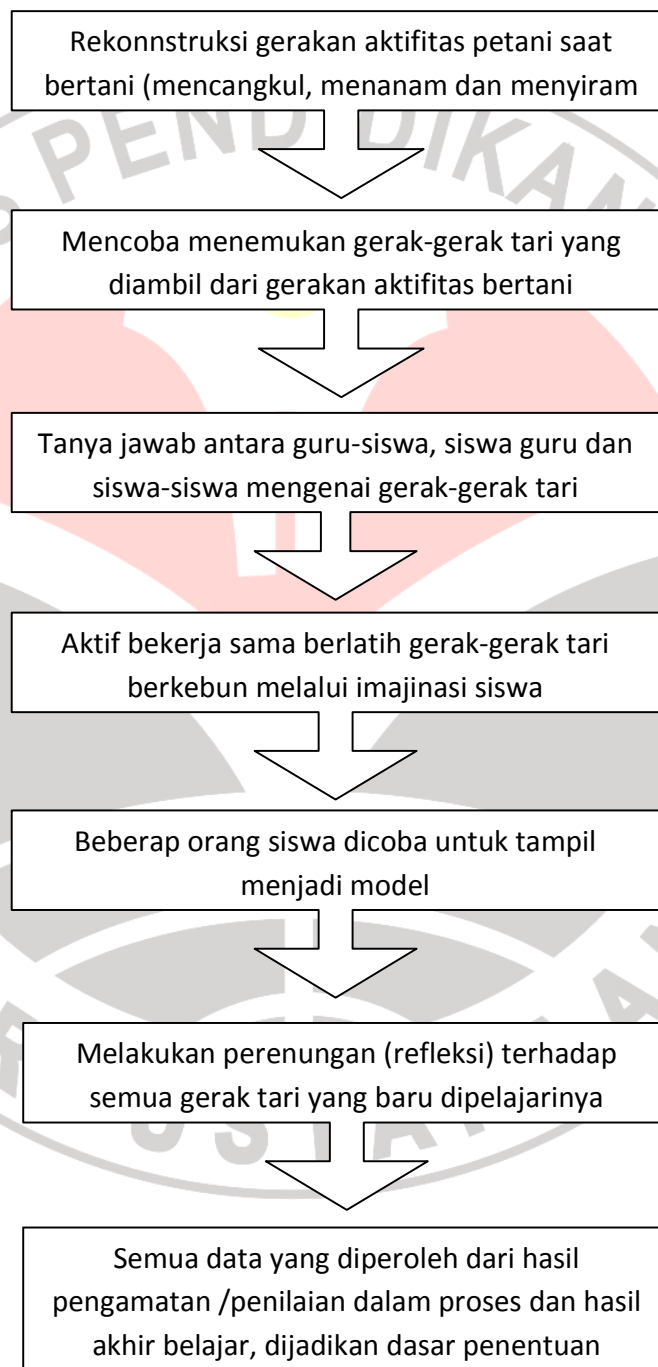 Rekonnstruksi gerakan aktifitas petani saat
bertani (mencangkul, menanam dan menyiram
Mencoba menemukan gerak-gerak tari yang
diambil dari gerakan aktifitas bertani
Tanya jawab antara guru-siswa, siswa guru dan
siswa-siswa mengenai gerak-gerak tari
Aktif bekerja sama berlatih gerak-gerak tari
berkebun melalui imajinasi siswa
Beberap orang siswa dicoba untuk tampil
menjadi model
Melakukan perenungan (refleksi) terhadap
semua gerak tari yang baru dipelajarinya
Semua data yang diperoleh dari hasil
pengamatan /penilaian dalam proses dan hasil
akhir belajar, dijadikan dasar penentuan